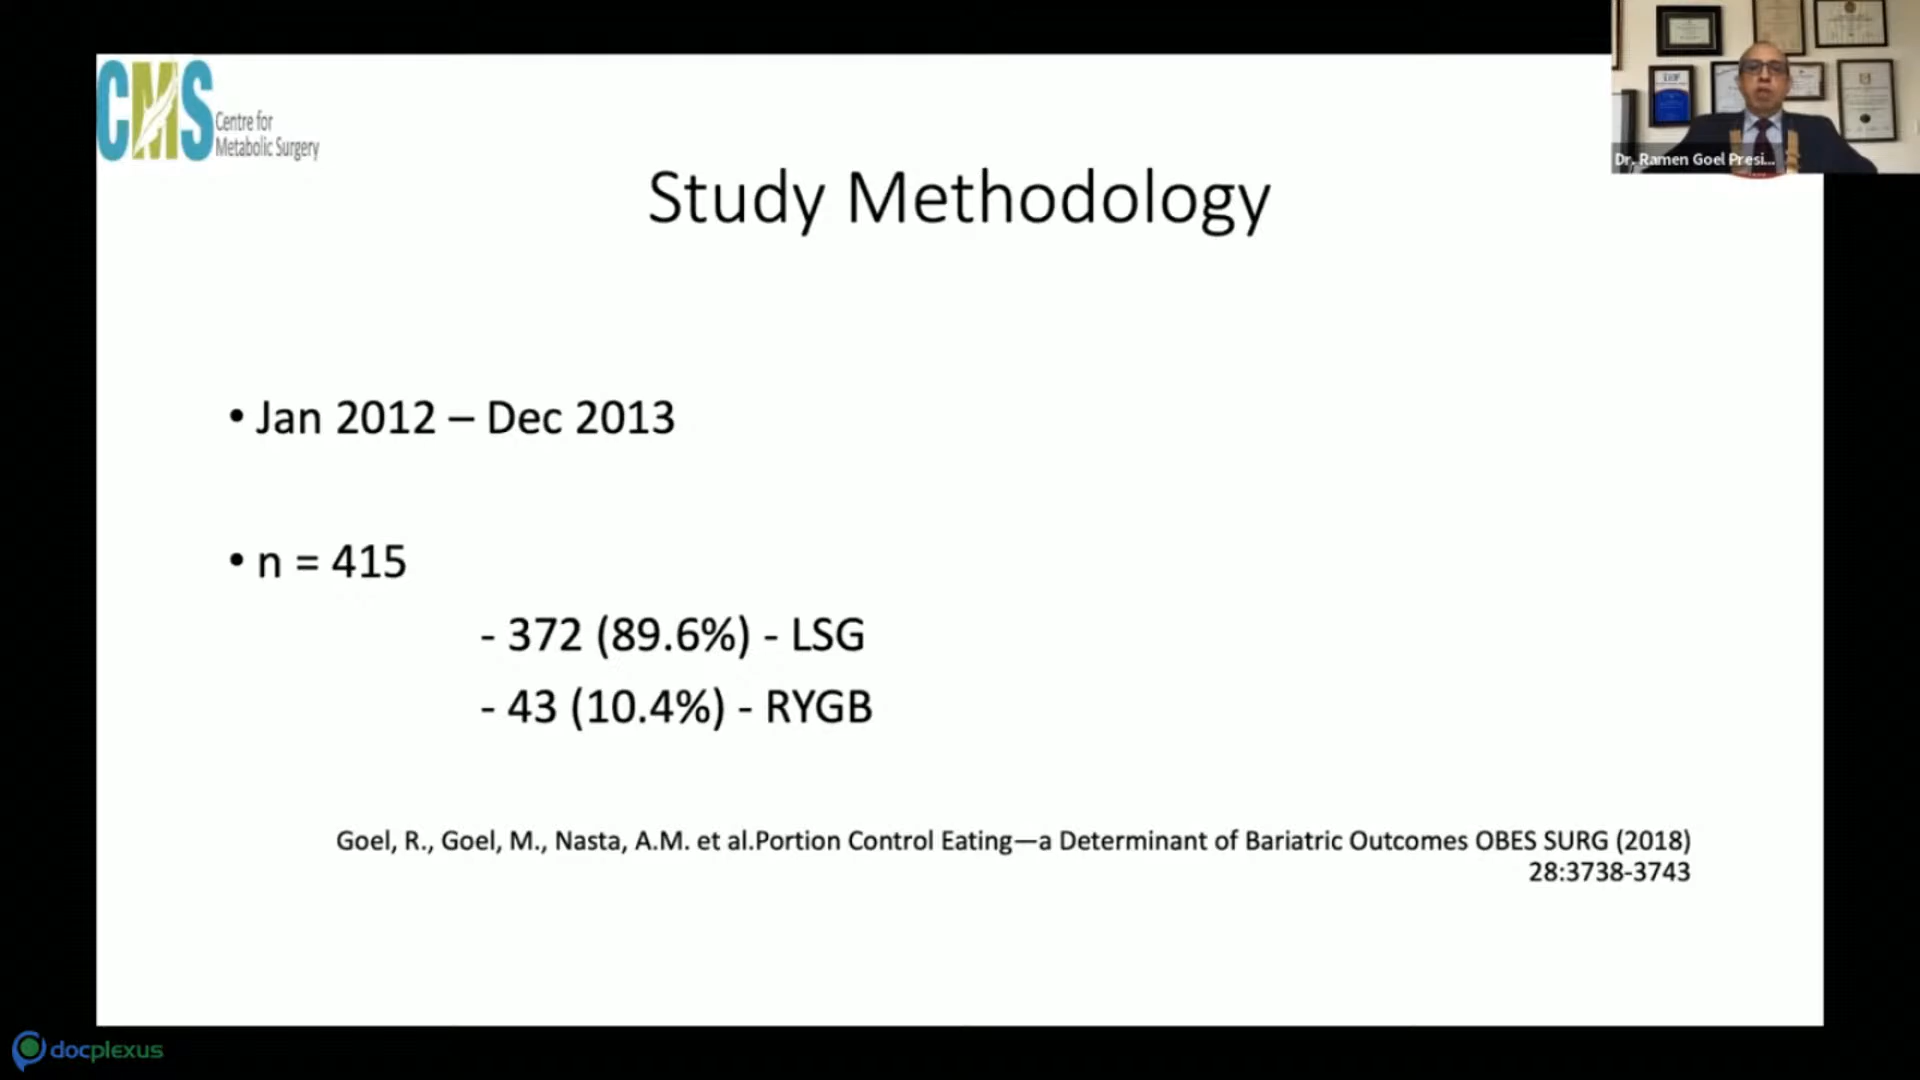 CMS
Centre for
Metabolic Surgery
Dr. Ramen Goel Presi...
Study Methodology
• Jan 2012 – Dec 2013
• n = 415
- 372 (89.6%) - LSG
- 43 (10.4%) - RYGB
Goel, R., Goel, M., Nasta, A.M. et al.Portion Control Eating—a Determinant of Bariatric Outcomes OBES SURG (2018)
28:3738-3743
docplexus